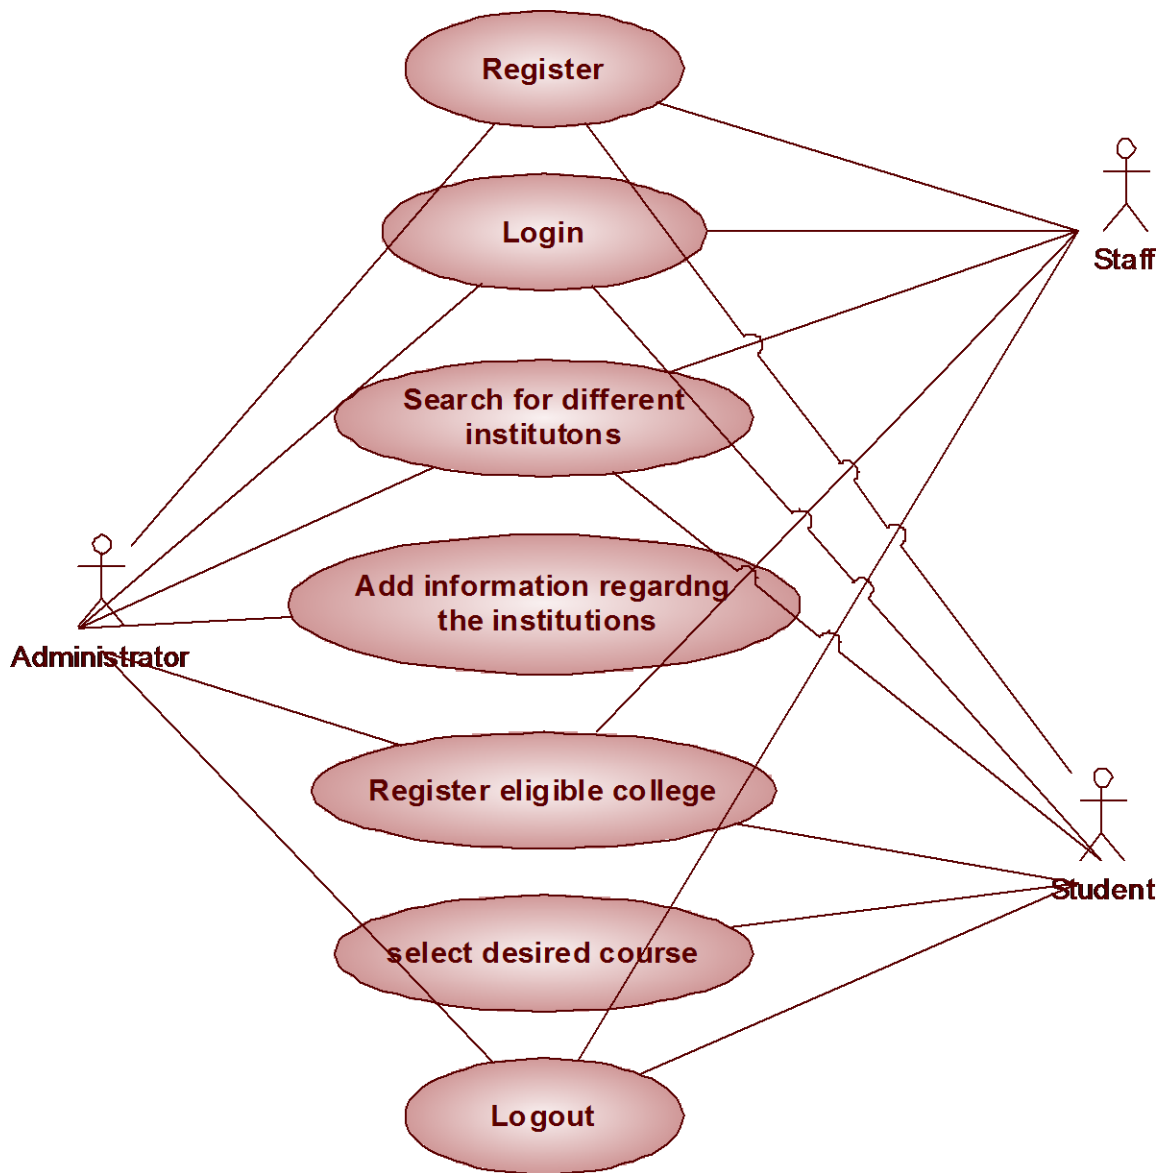 Register
Login
Staff
Search for different
institutons
Add information regardng
the institutions
Administrator
Register eligible college
Student
select desired course
Logout